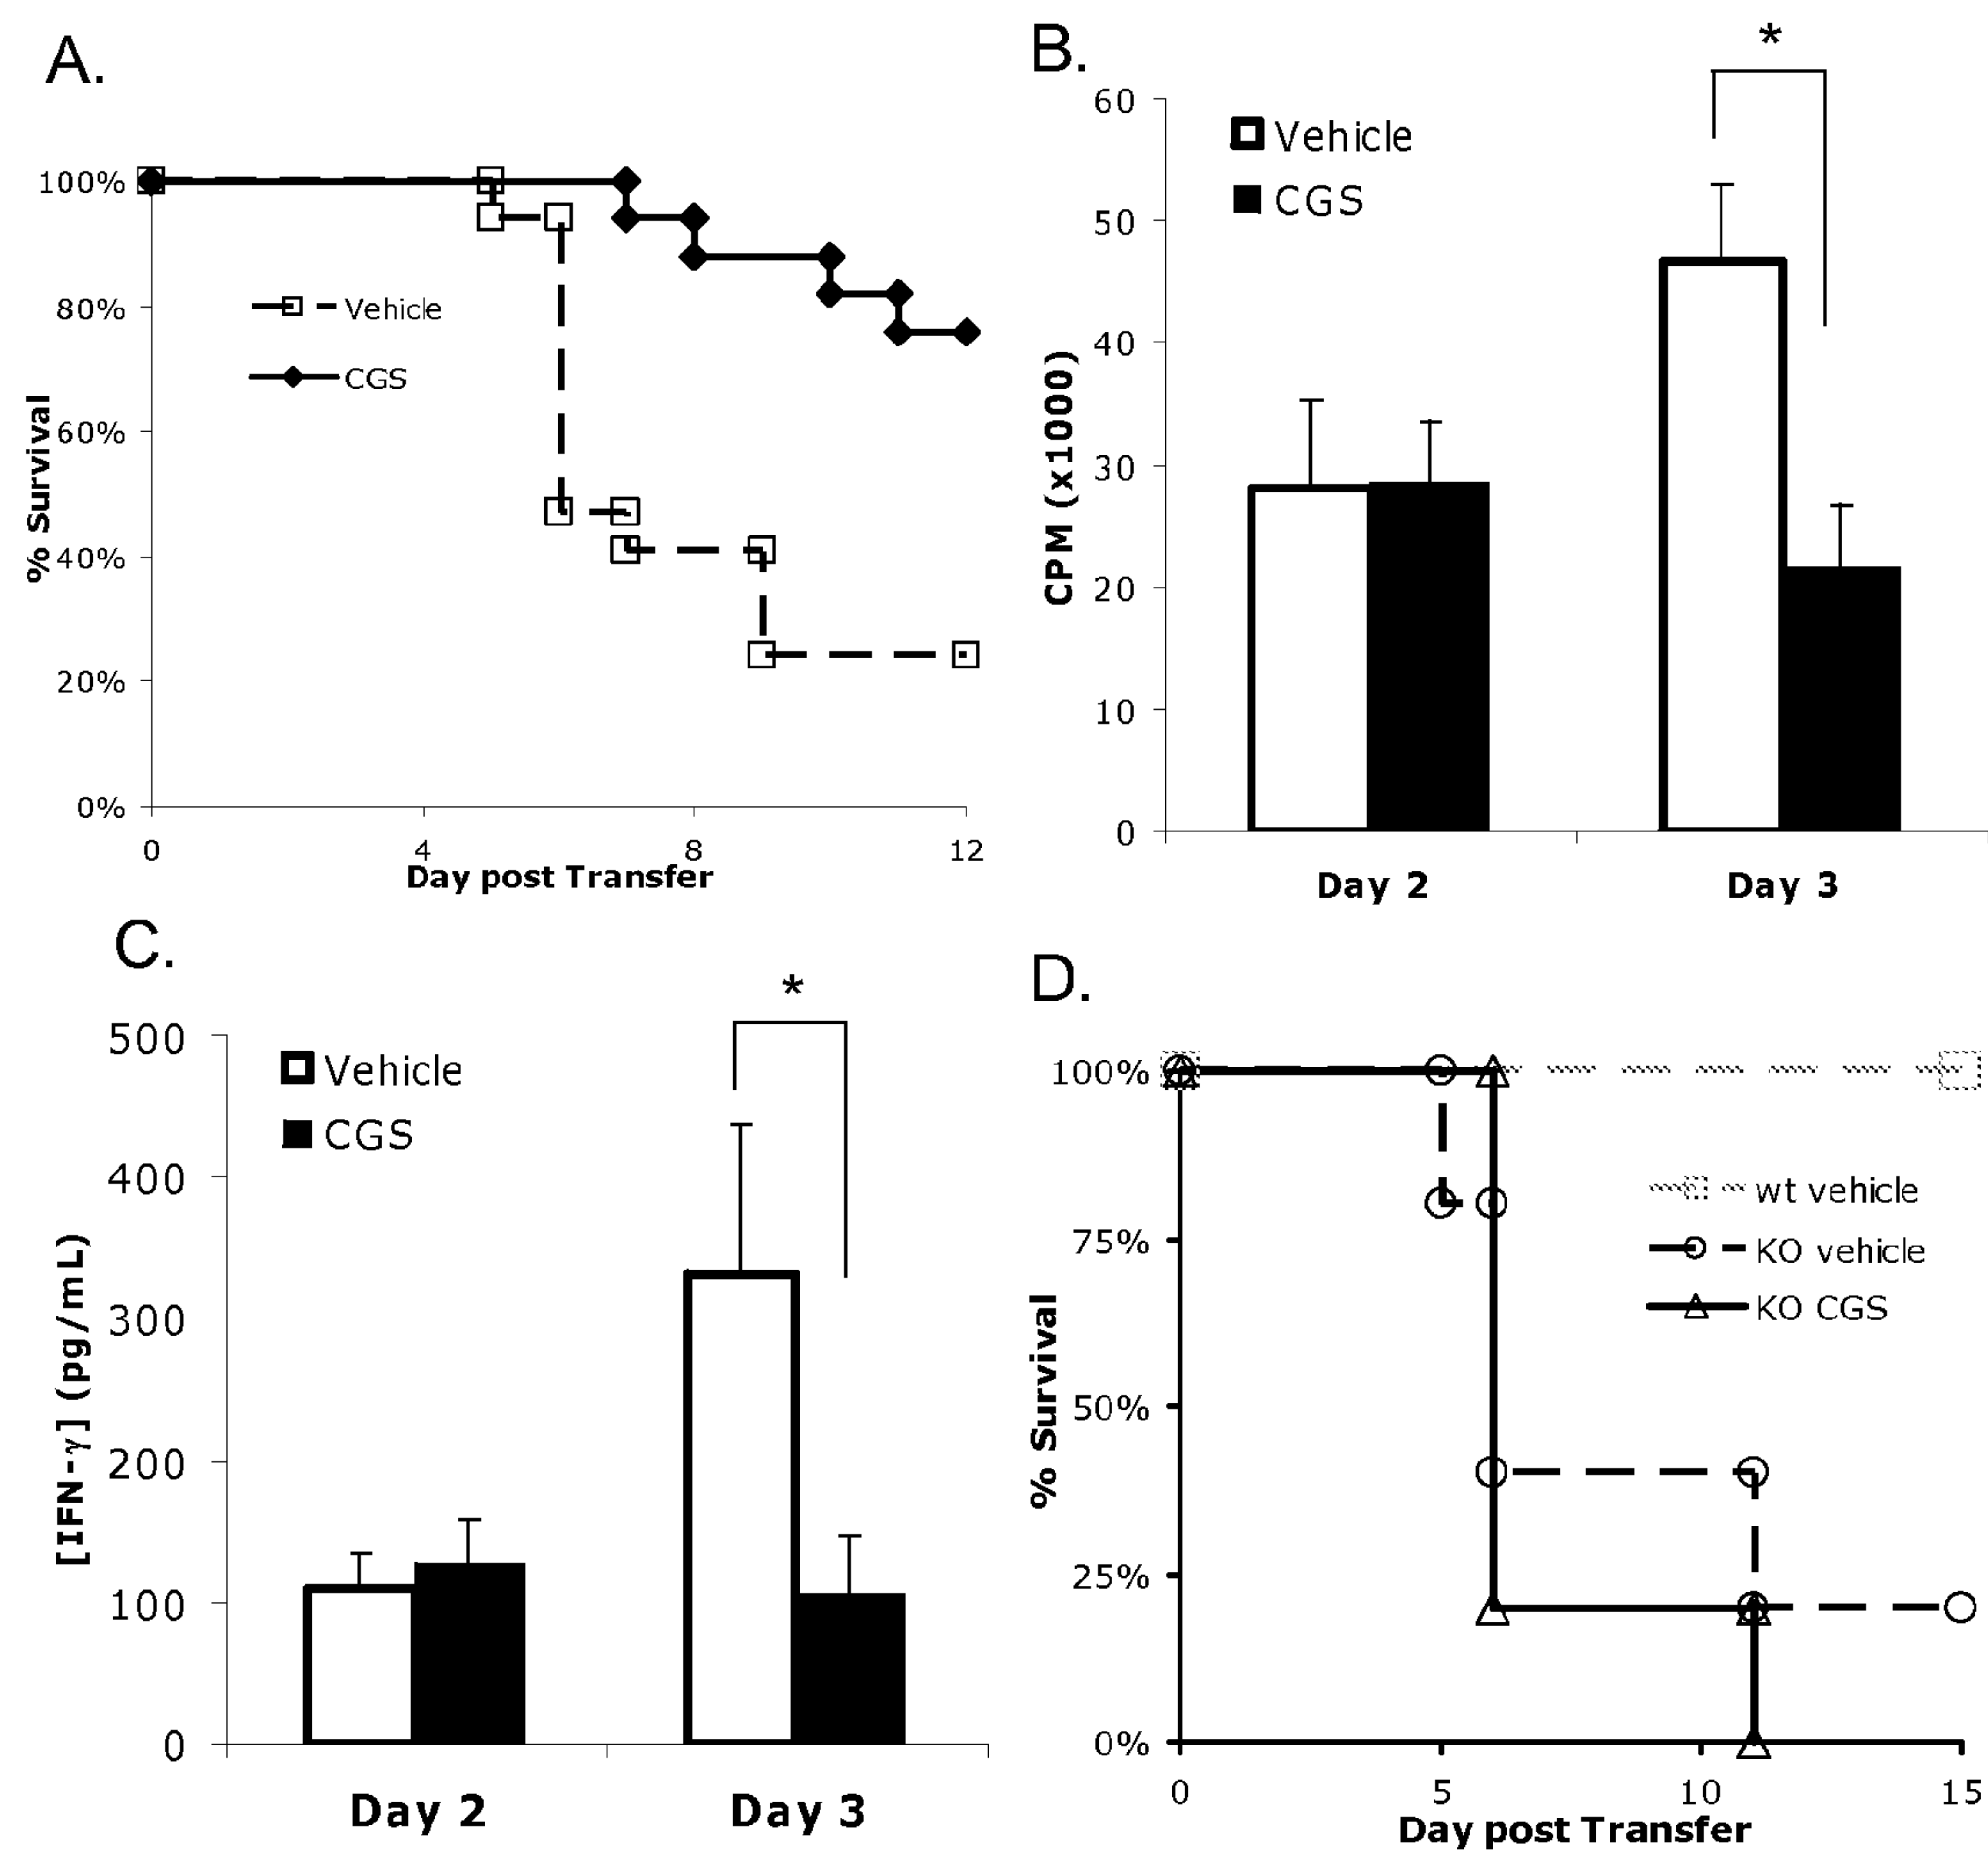 A.
100%
80%
60%
40%
20%
0%
% Survival
Vehicle
CGS
0 4 8 12
Day post Transfer
B.
*
60
50
40
30
20
10
0
CPM (x1000)
Vehicle
CGS
Day 2 Day 3
C.
*
500
400
300
200
100
0
[IFN-γ] (pg/mL)
Vehicle
CGS
Day 2 Day 3
D.
100%
75%
50%
25%
0%
% Survival
wt vehicle
KO vehicle
KO CGS
0 5 10 15
Day post Transfer